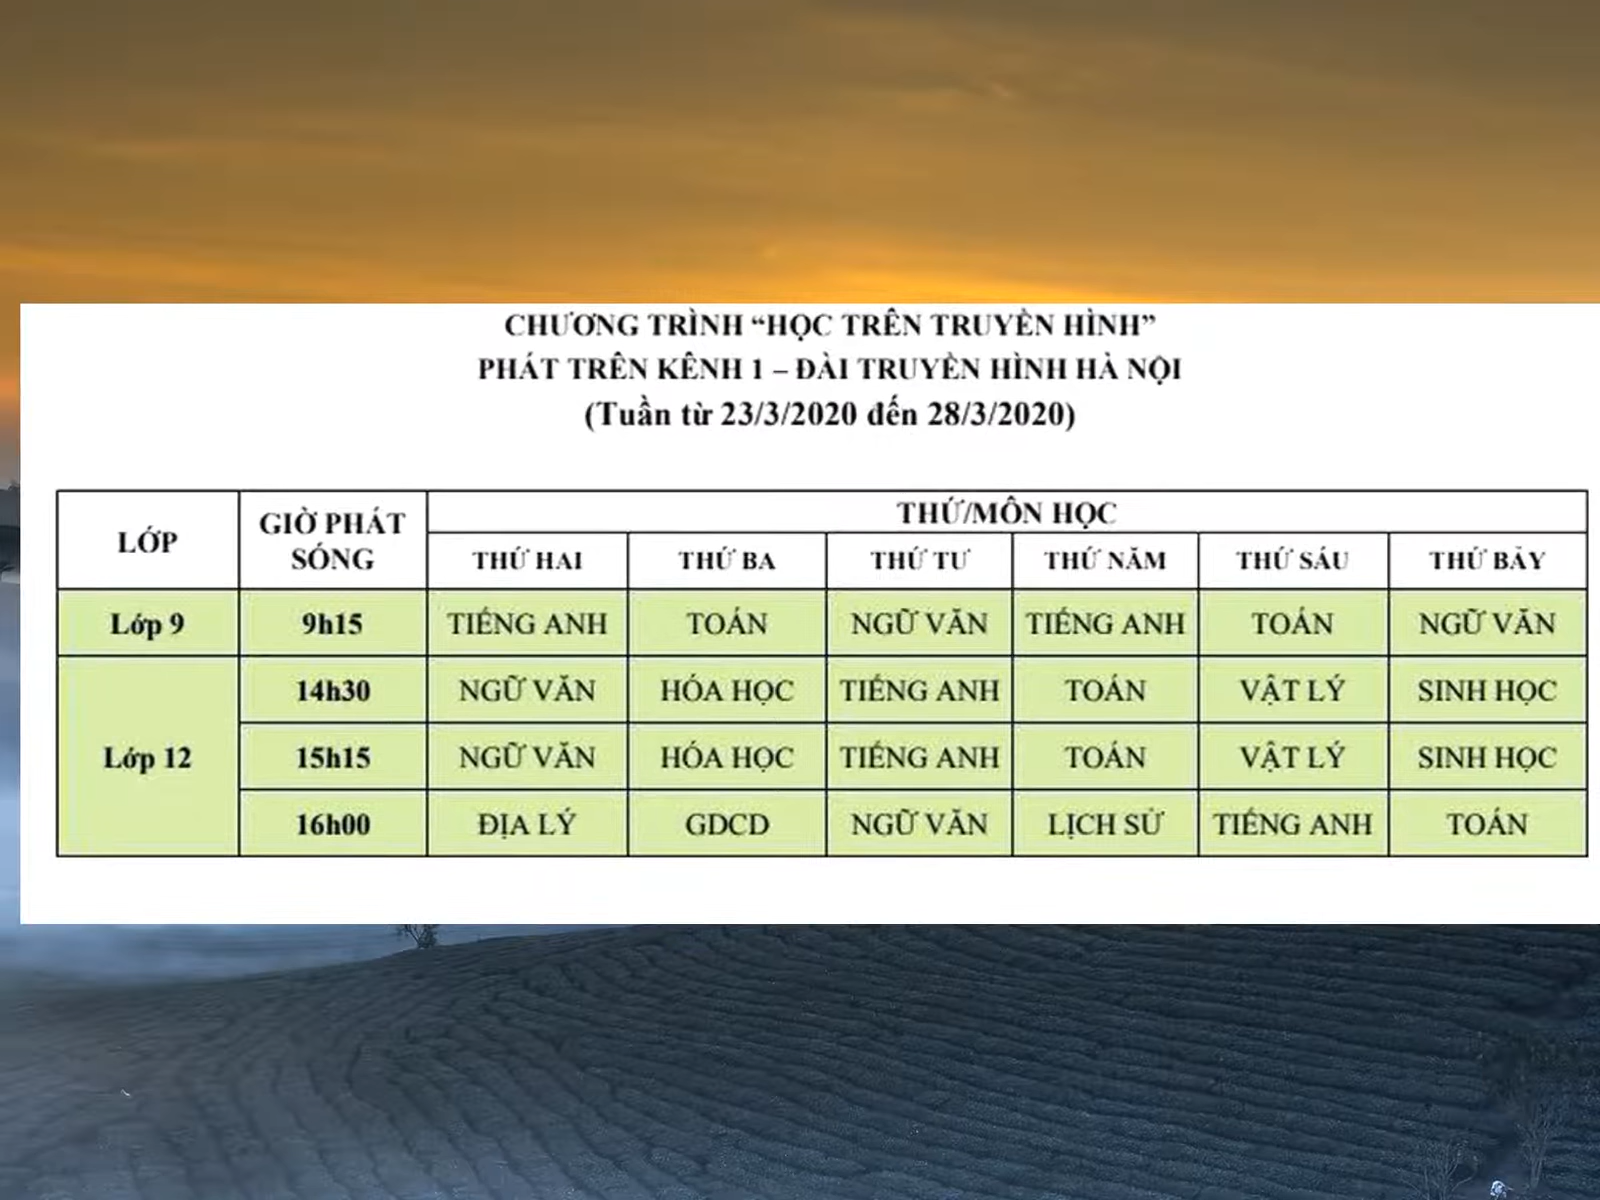 CHƯƠNG TRÌNH “HỌC TRÊN TRUYỀN HÌNH”
PHÁT TRÊN KÊNH 1 – ĐÀI TRUYỀN HÌNH HÀ NỘI
(Tuần từ 23/3/2020 đến 28/3/2020)
LỚP GIỜ PHÁT SÓNG THỨ/MÔN HỌC
THỨ HAI THỨ BA THỨ TƯ THỨ NĂM THỨ SÁU THỨ BẢY
Lớp 9 9h15 TIẾNG ANH TOÁN NGỮ VĂN TIẾNG ANH TOÁN NGỮ VĂN
Lớp 12 14h30 NGỮ VĂN HÓA HỌC TIẾNG ANH TOÁN VẬT LÝ SINH HỌC
15h15 NGỮ VĂN HÓA HỌC TIẾNG ANH TOÁN VẬT LÝ SINH HỌC
16h00 ĐỊA LÝ GDCD NGỮ VĂN LỊCH SỬ TIẾNG ANH TOÁN